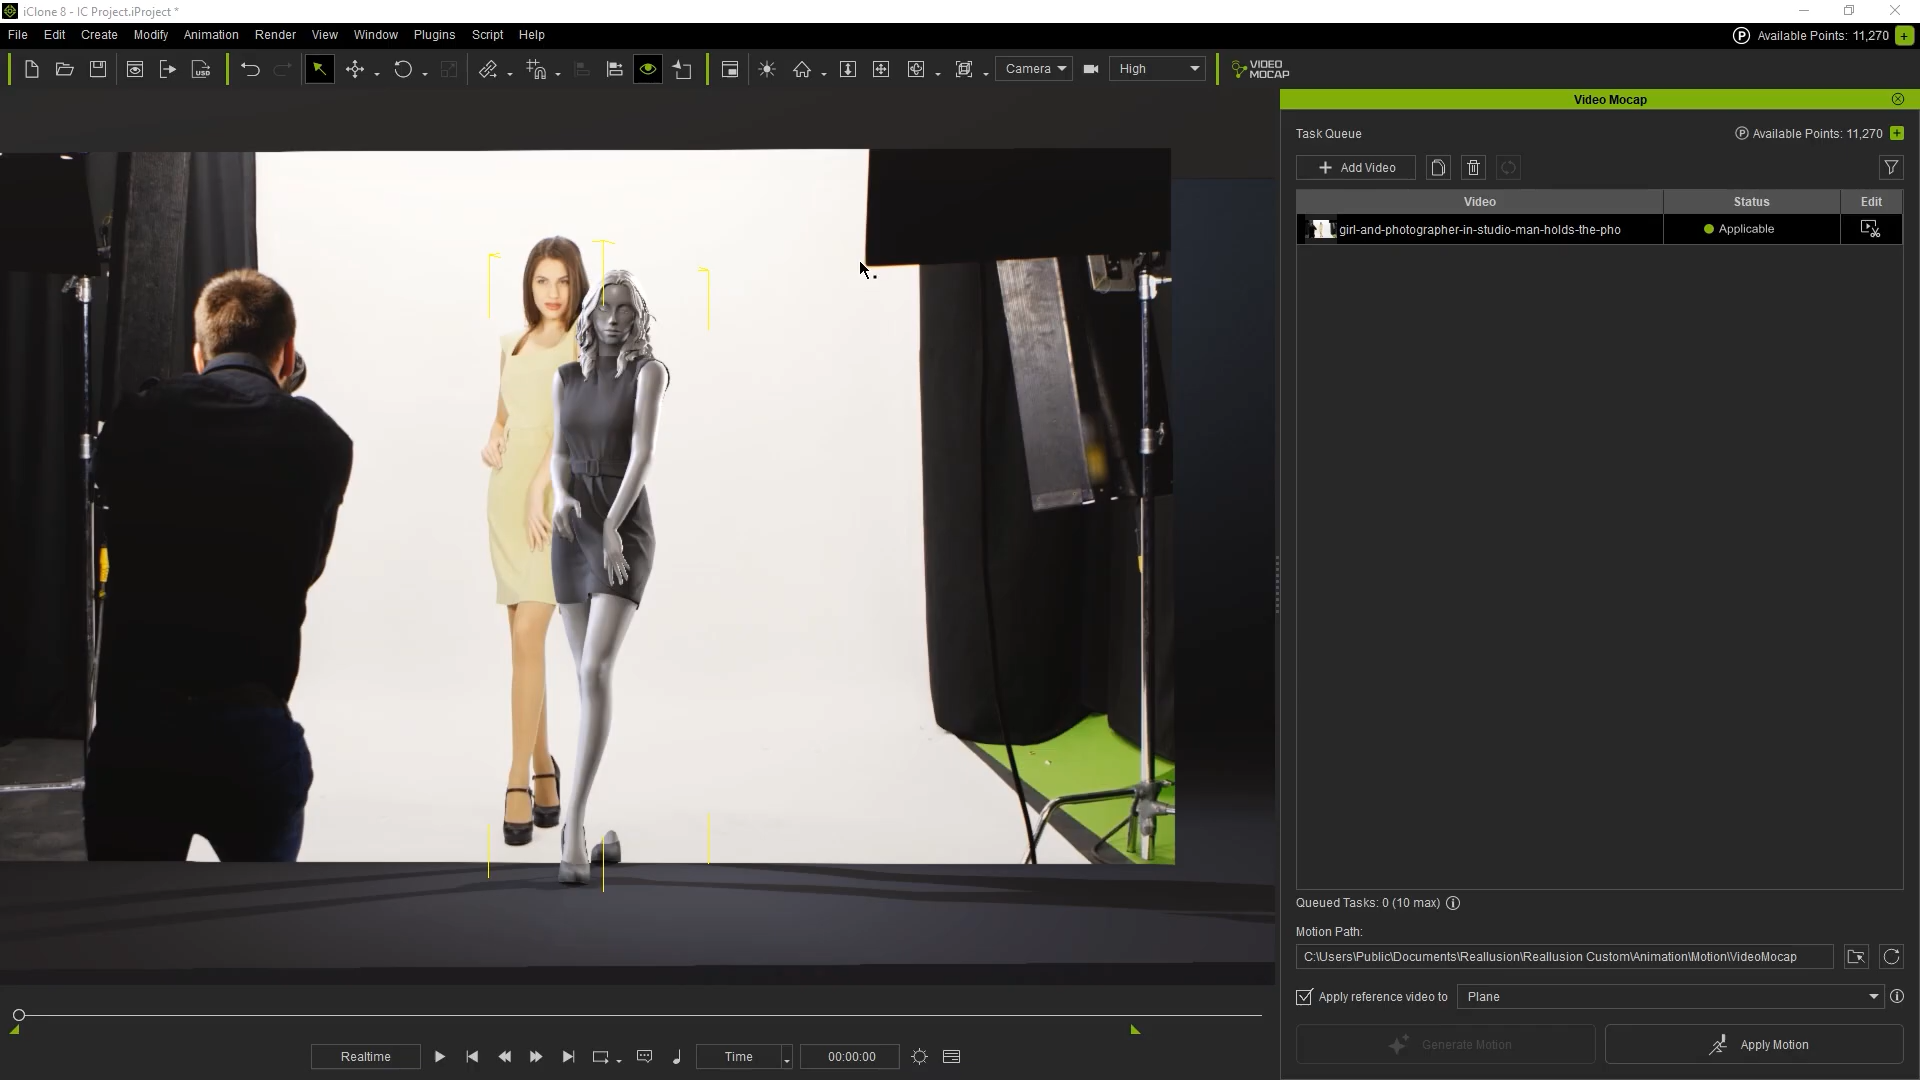 iClone 8 - IC Project.iProject *
File Edit Create Modify Animation Render View Window Plugins Script Help
P Available Points: 11,270 +
USD
Camera
High
VIDEO
MOCAP
Video Mocap
Task Queue
P Available Points: 11,270 +
+ Add Video
Video Status Edit
girl-and-photographer-in-studio-man-holds-the-pho Applicable
Queued Tasks: 0 (10 max)
Motion Path:
C:\Users\Public\Documents\Reallusion\Reallusion Custom\Animation\Motion\VideoMocap
Apply reference video to Plane
Generate Motion Apply Motion
Realtime Time 00:00:00